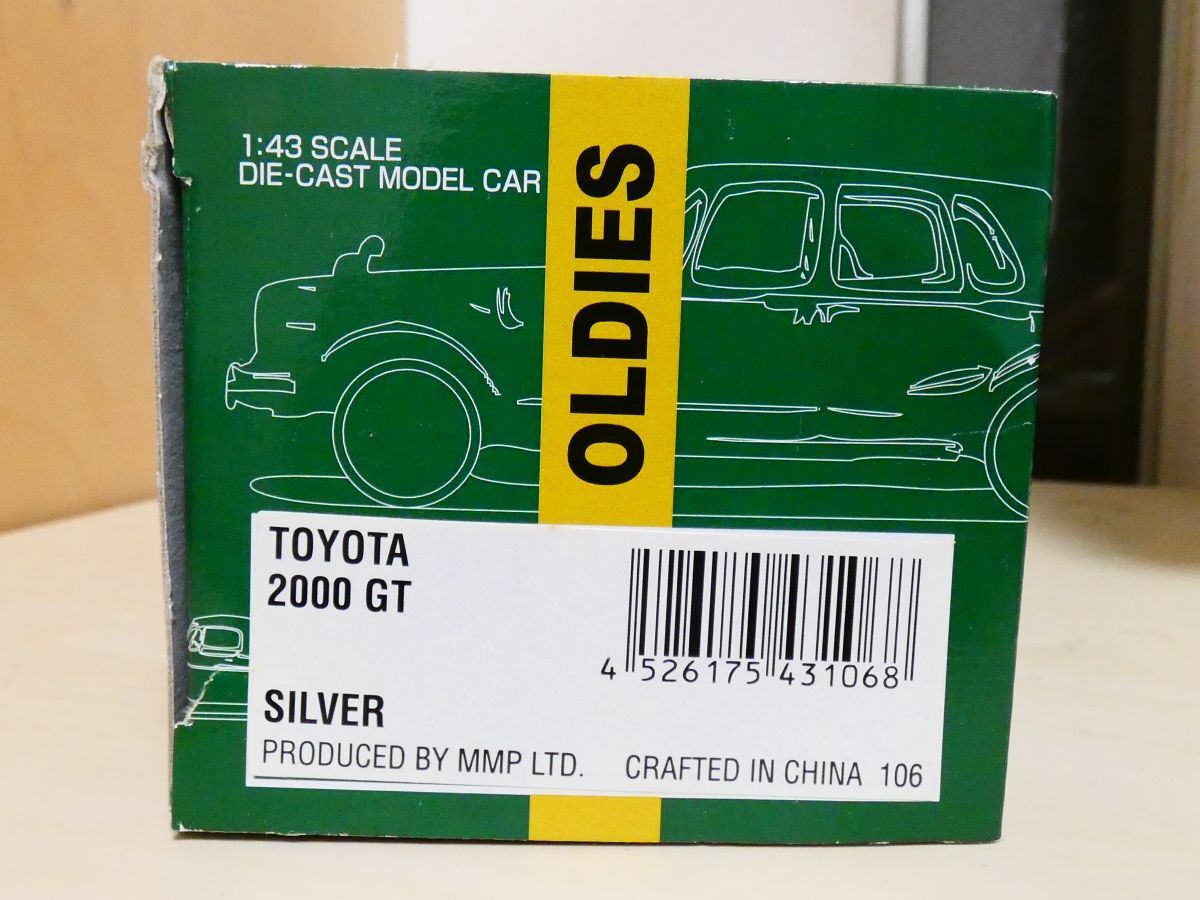 1:43 SCALE
DIE-CAST MODEL CAR
OLDIES
TOYOTA
2000 GT
4 526175 431068
SILVER
PRODUCED BY MMP LTD. CRAFTED IN CHINA 106